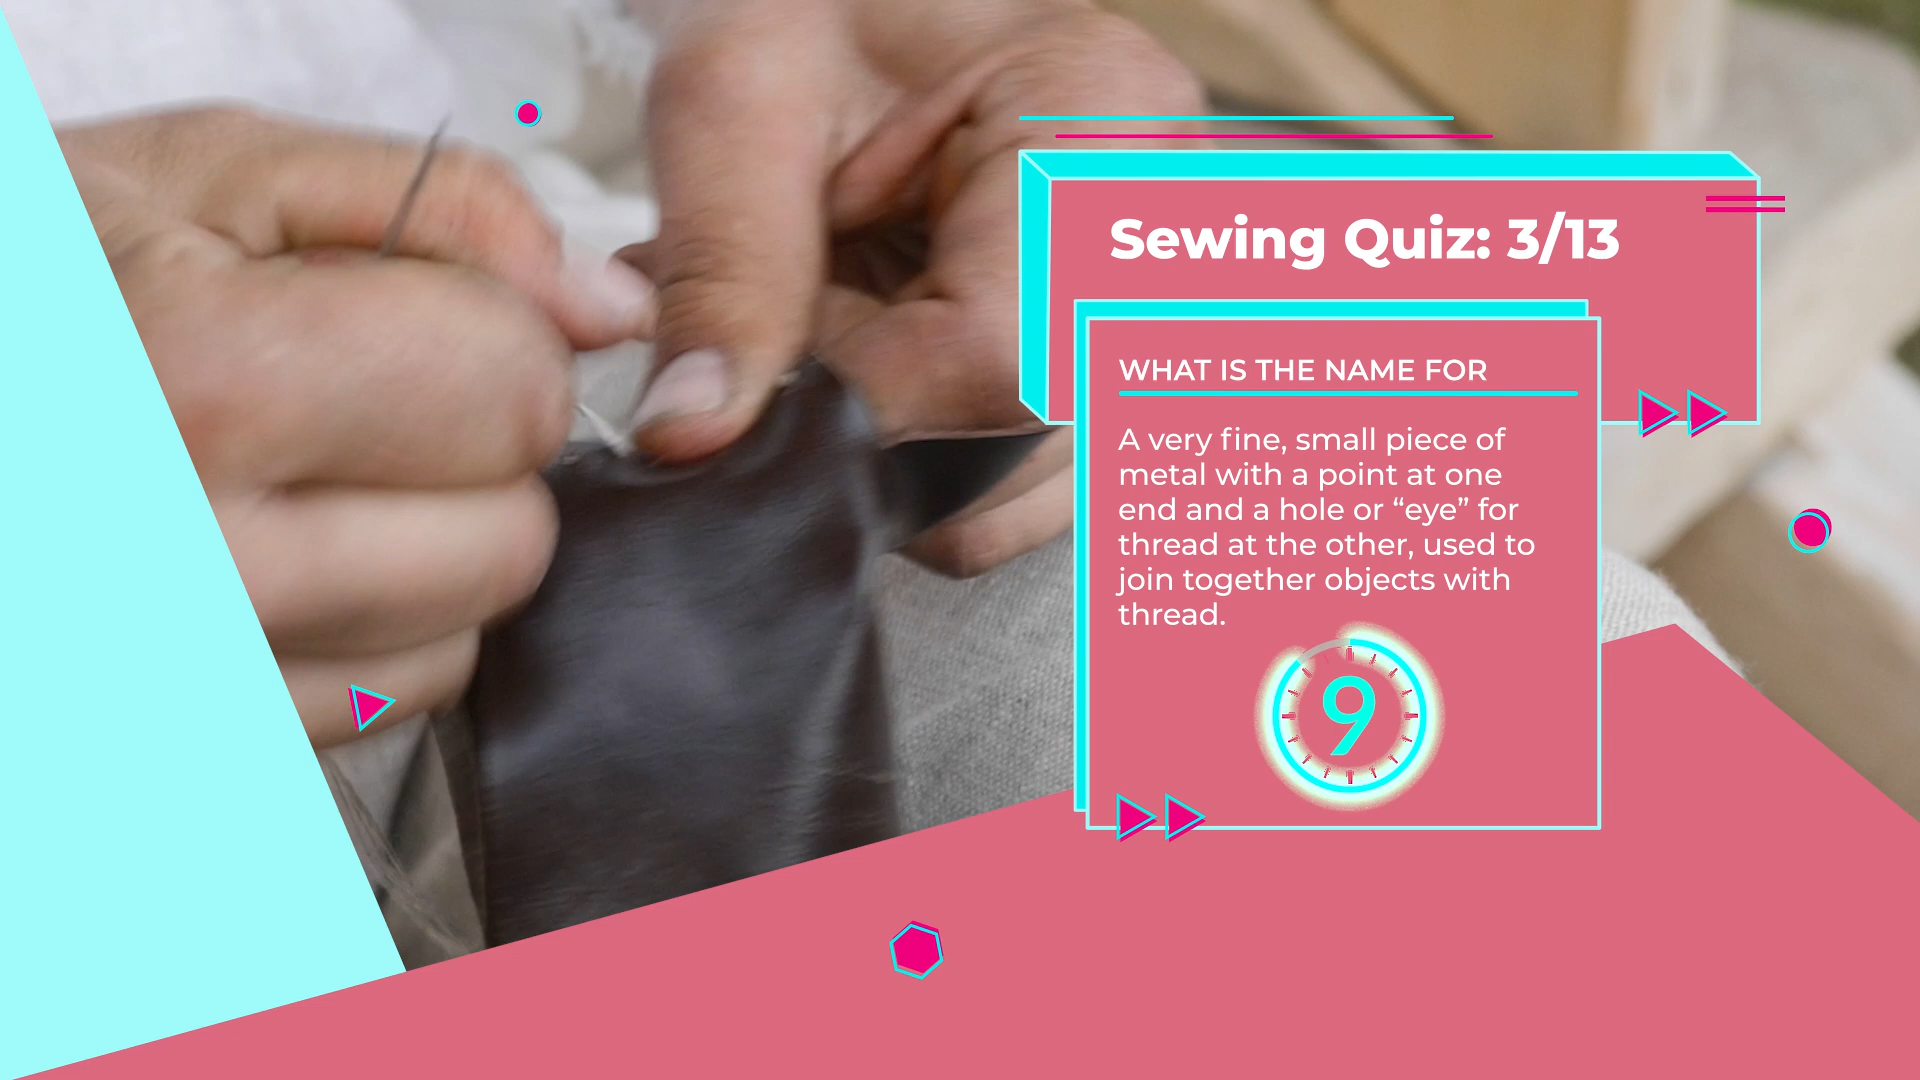 Sewing Quiz: 3/13
WHAT IS THE NAME FOR
A very fine, small piece of
metal with a point at one
end and a hole or “eye” for
thread at the other, used to
join together objects with
thread.
9